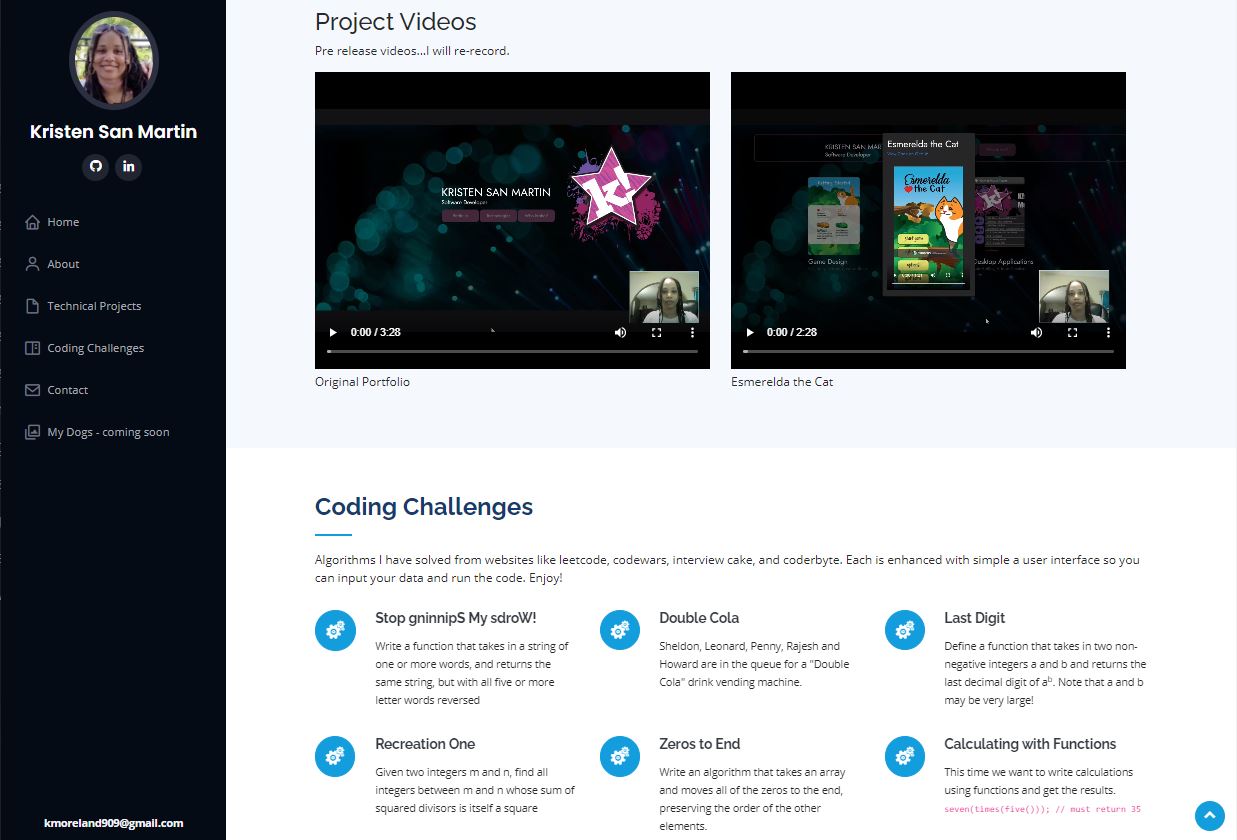 Kristen San Martin
Home
About
Technical Projects
Coding Challenges
Contact
My Dogs - coming soon
kmoreland909@gmail.com
Project Videos
Pre release videos...I will re-record.
KRISTEN SAN MARTIN
Software Developer
k!
0:00 / 3:28
Original Portfolio
KRISTEN SAN MAR
Software Developer
Esmerelda the Cat
Esmerelda
the Cat
Game Design
Desktop Applications
0:00 / 2:28
Esmerelda the Cat
Coding Challenges
Algorithms I have solved from websites like leetcode, codewars, interview cake, and coderbyte. Each is enhanced with simple a user interface so you
can input your data and run the code. Enjoy!
Stop gninnipS My sdroW!
Write a function that takes in a string of
one or more words, and returns the
same string, but with all five or more
letter words reversed
Double Cola
Sheldon, Leonard, Penny, Rajesh and
Howard are in the queue for a "Double
Cola" drink vending machine.
Last Digit
Define a function that takes in two non-
negative integers a and b and returns the
last decimal digit of aᵇ. Note that a and b
may be very large!
Recreation One
Given two integers m and n, find all
integers between m and n whose sum of
squared divisors is itself a square
Zeros to End
Write an algorithm that takes an array
and moves all of the zeros to the end,
preserving the order of the other
elements.
Calculating with Functions
This time we want to write calculations
using functions and get the results.
seven(times(five())); // must return 35